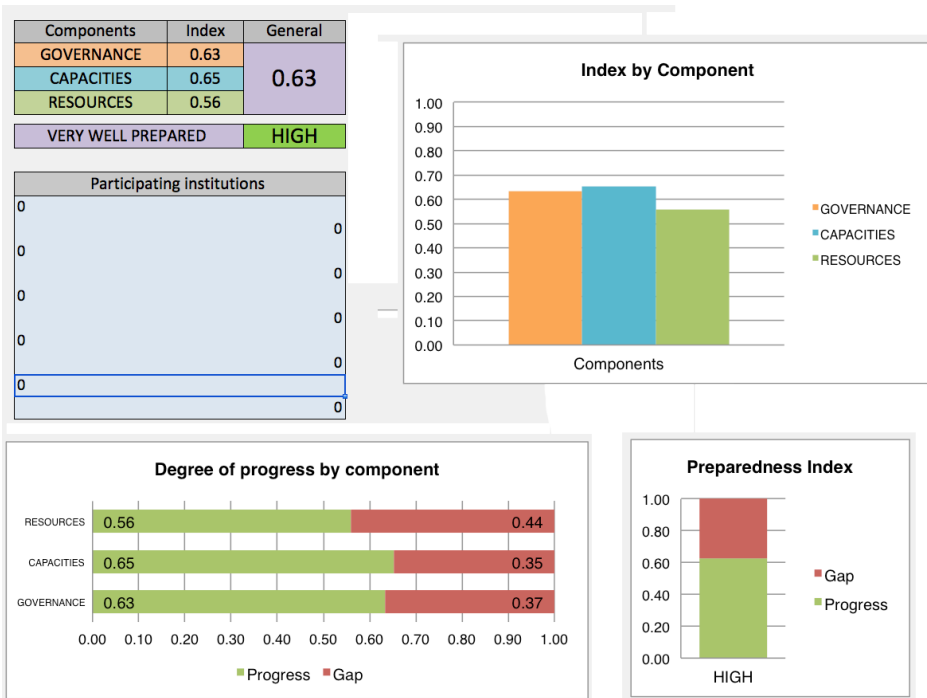 Components Index General
GOVERNANCE 0.63
CAPACITIES 0.65 0.63
RESOURCES 0.56
VERY WELL PREPARED HIGH
Participating institutions
0
0
0
0
0
0
0
0
0
0
Index by Component
1.00
0.90
0.80
0.70
0.60
0.50
0.40
0.30
0.20
0.10
0.00
Components
GOVERNANCE
CAPACITIES
RESOURCES
Degree of progress by component
RESOURCES 0.56 0.44
CAPACITIES 0.65 0.35
GOVERNANCE 0.63 0.37
0.00 0.10 0.20 0.30 0.40 0.50 0.60 0.70 0.80 0.90 1.00
Progress Gap
Preparedness Index
1.00
0.80
0.60
0.40
0.20
0.00
HIGH
Gap
Progress